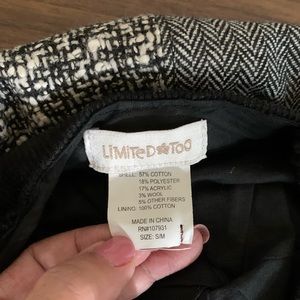 LiMiTED TOO
SHELL: 57% COTTON
18% POLYESTER
17% ACRYLIC
3% WOOL
5% OTHER FIBERS
LINING: 100% COTTON
MADE IN CHINA
RN#107931
SIZE: S/M